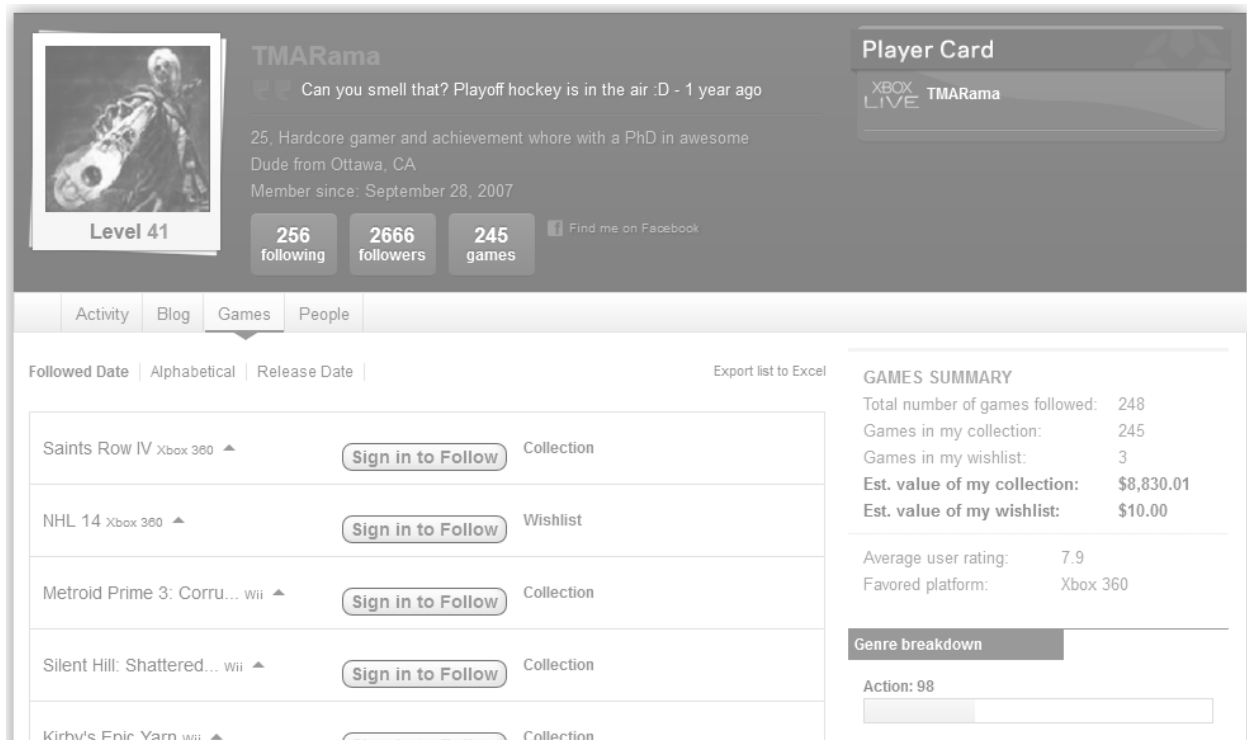 TMARama
Can you smell that? Playoff hockey is in the air :D - 1 year ago
25, Hardcore gamer and achievement whore with a PhD in awesome
Dude from Ottawa, CA
Member since: September 28, 2007
Level 41
256 following
2666 followers
245 games
Find me on Facebook
Player Card
XBOX LIVE TMARama
Activity Blog Games People
Followed Date Alphabetical Release Date Export list to Excel
Saints Row IV Xbox 360 Sign in to Follow Collection
NHL 14 Xbox 360 Sign in to Follow Wishlist
Metroid Prime 3: Corru... Wii Sign in to Follow Collection
Silent Hill: Shattered... Wii Sign in to Follow Collection
Kirby's Epic Yarn Wii Sign in to Follow Collection
GAMES SUMMARY
Total number of games followed: 248
Games in my collection: 245
Games in my wishlist: 3
Est. value of my collection: $8,830.01
Est. value of my wishlist: $10.00
Average user rating: 7.9
Favored platform: Xbox 360
Genre breakdown
Action: 98